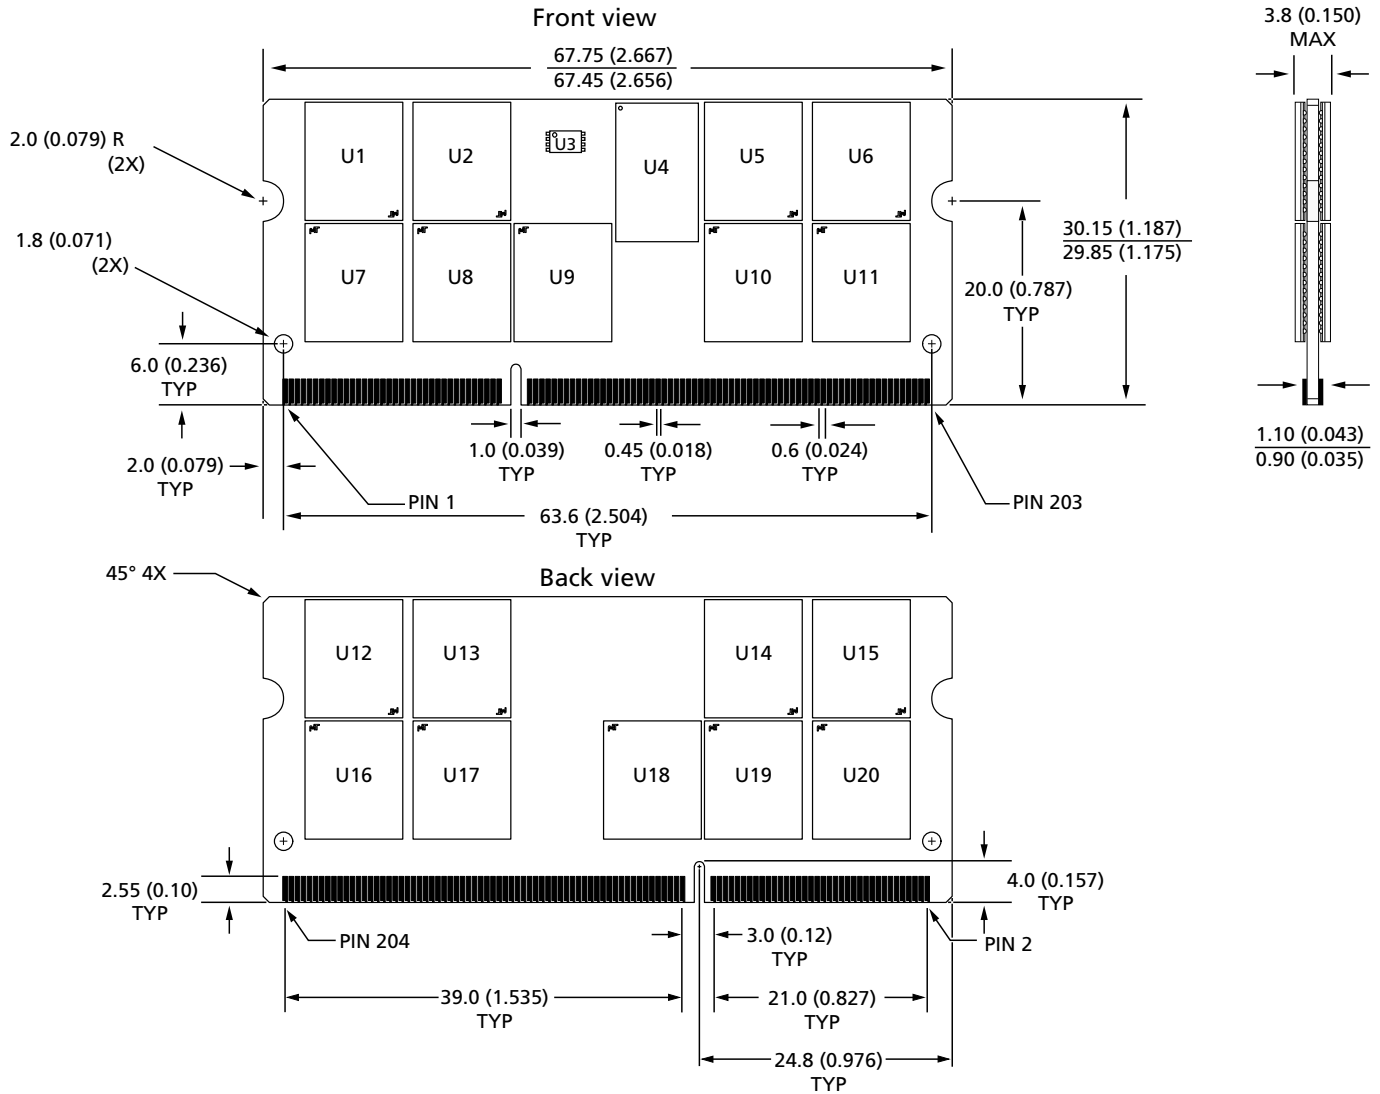 Front view
3.8 (0.150)
MAX
67.75 (2.667)
67.45 (2.656)
2.0 (0.079) R
(2X)
U1
U2
U3
U4
U5
U6
1.8 (0.071)
(2X)
U7
U8
U9
U10
U11
30.15 (1.187)
29.85 (1.175)
20.0 (0.787)
TYP
6.0 (0.236)
TYP
2.0 (0.079)
TYP
1.0 (0.039)
TYP
0.45 (0.018)
TYP
0.6 (0.024)
TYP
1.10 (0.043)
0.90 (0.035)
PIN 1
PIN 203
63.6 (2.504)
TYP
45° 4X
Back view
U12
U13
U14
U15
U16
U17
U18
U19
U20
2.55 (0.10)
TYP
4.0 (0.157)
TYP
PIN 204
3.0 (0.12)
TYP
PIN 2
39.0 (1.535)
TYP
21.0 (0.827)
TYP
24.8 (0.976)
TYP